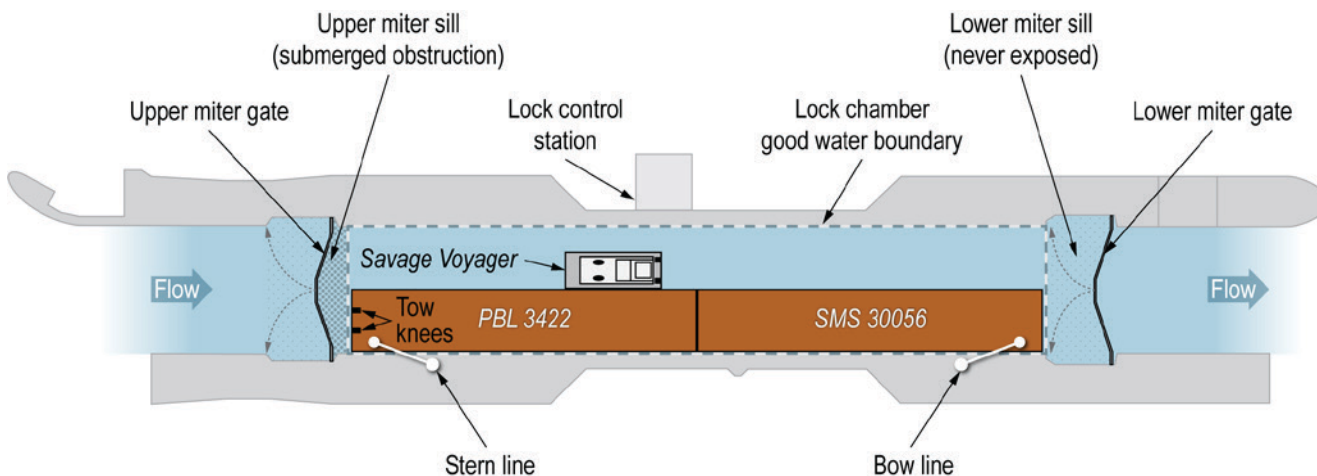 Upper miter sill
(submerged obstruction)
Lower miter sill
(never exposed)
Upper miter gate
Lock control
station
Lock chamber
good water boundary
Lower miter gate
Savage Voyager
Flow
Flow
Tow
knees
PBL 3422
SMS 30056
Stern line
Bow line